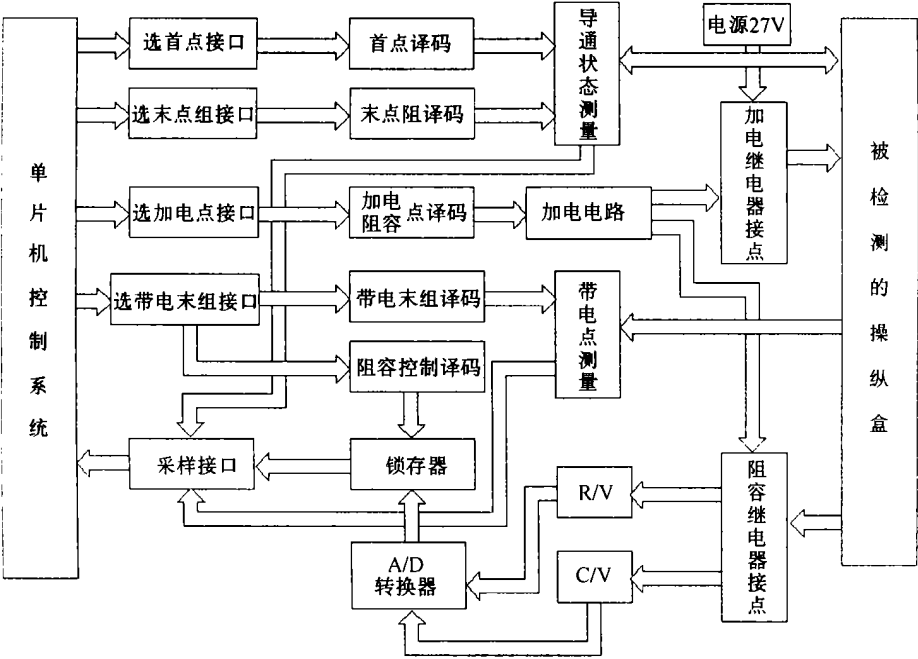 单片机控制系统
选首点接口
首点译码
导通状态测量
电源27V
选末点组接口
末点阻译码
加电继电器接点
被检测的操纵盒
选加电点接口
加电阻容点译码
加电电路
选带电末组接口
带电末组译码
带电点测量
阻容控制译码
采样接口
锁存器
R/V
阻容继电器接点
A/D
转换器
C/V